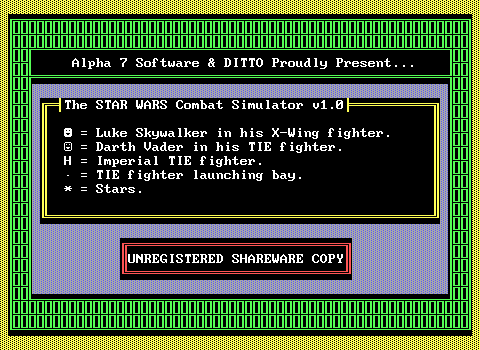 Alpha 7 Software & DITTO Proudly Present...
The STAR WARS Combat Simulator v1.0
☻ = Luke Skywalker in his X-Wing fighter.
☺ = Darth Vader in his TIE fighter.
H = Imperial TIE fighter.
· = TIE fighter launching bay.
* = Stars.
UNREGISTERED SHAREWARE COPY